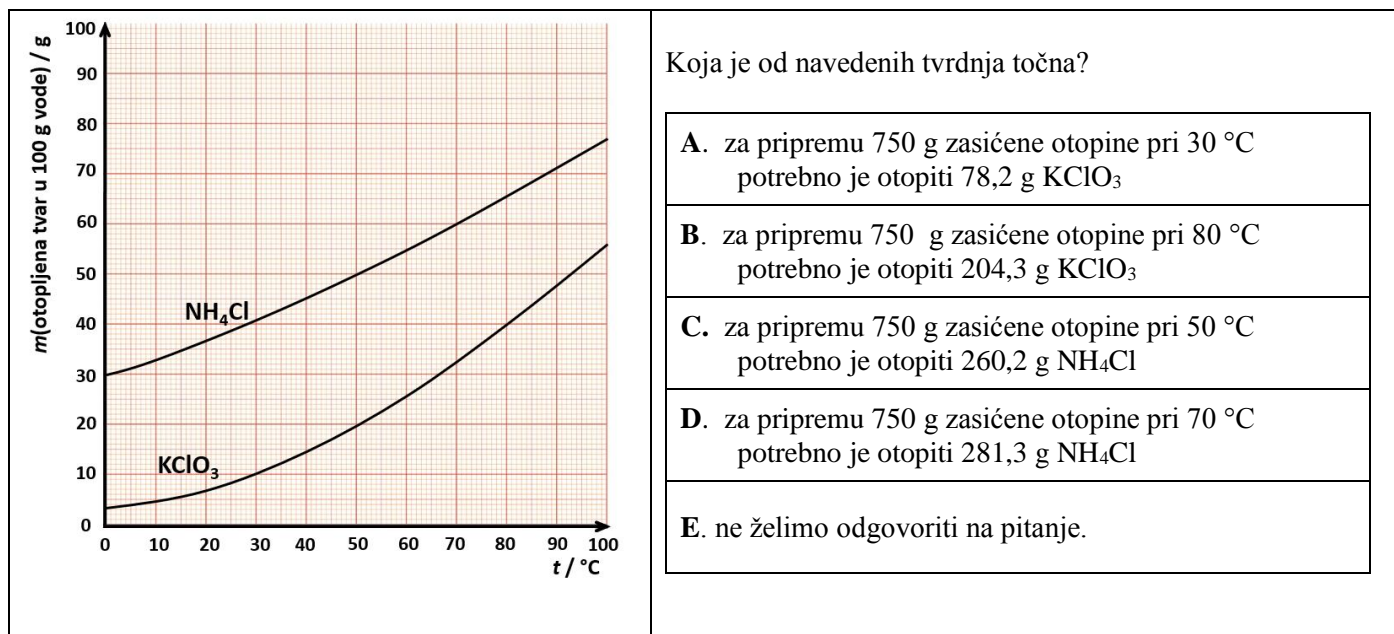 m(otopljena tvar u 100 g vode) / g
100
90
80
70
60
50
40
30
20
10
0
NH₄Cl
KClO₃
0 10 20 30 40 50 60 70 80 90 100
t / °C
Koja je od navedenih tvrdnja točna?
A. za pripremu 750 g zasićene otopine pri 30 °C
potrebno je otopiti 78,2 g KClO₃
B. za pripremu 750 g zasićene otopine pri 80 °C
potrebno je otopiti 204,3 g KClO₃
C. za pripremu 750 g zasićene otopine pri 50 °C
potrebno je otopiti 260,2 g NH₄Cl
D. za pripremu 750 g zasićene otopine pri 70 °C
potrebno je otopiti 281,3 g NH₄Cl
E. ne želimo odgovoriti na pitanje.